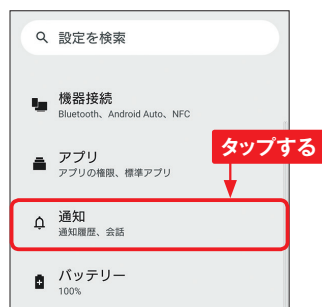 設定を検索
機器接続
Bluetooth、Android Auto、NFC
タップする
アプリ
アプリの権限、標準アプリ
通知
通知履歴、会話
バッテリー
100%